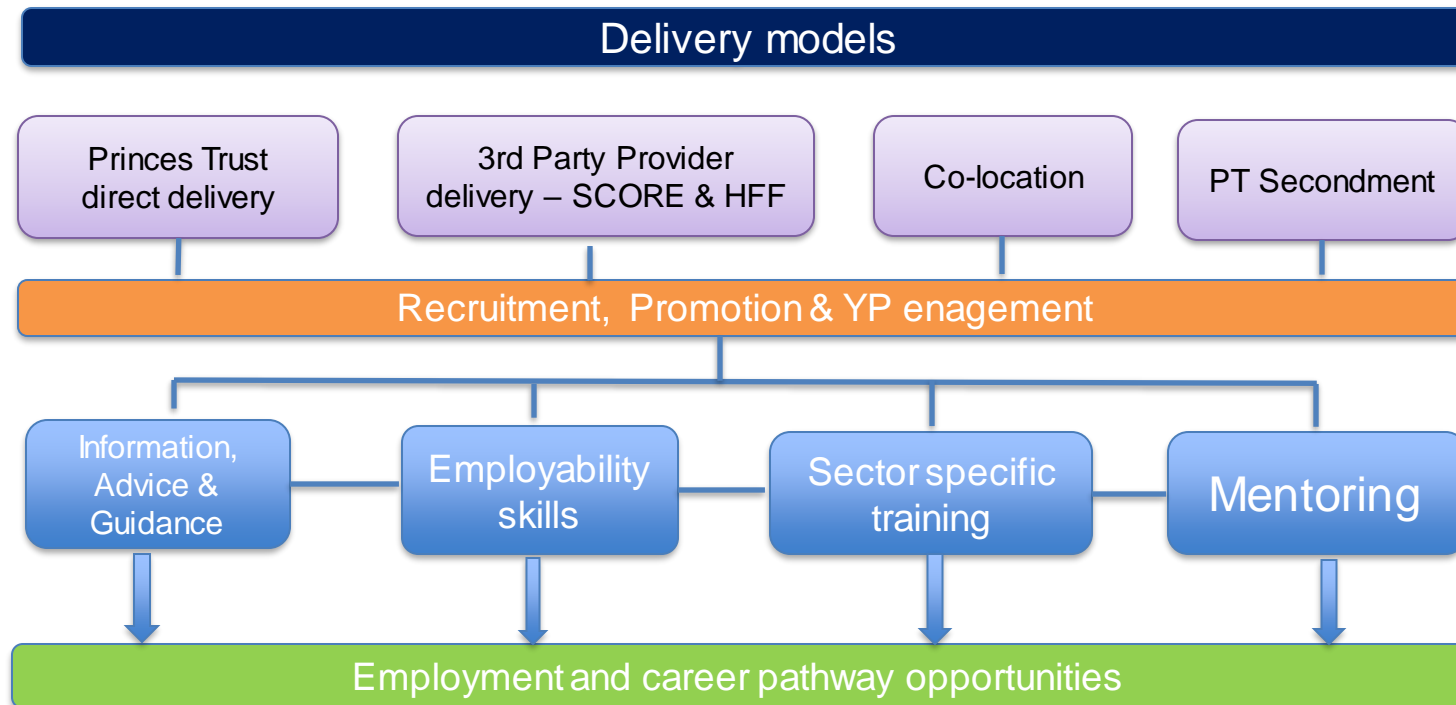 Delivery models
Princes Trust
direct delivery
3rd Party Provider
delivery – SCORE & HFF
Co-location
PT Secondment
Recruitment, Promotion & YP enagement
Information,
Advice &
Guidance
Employability
skills
Sector specific
training
Mentoring
Employment and career pathway opportunities